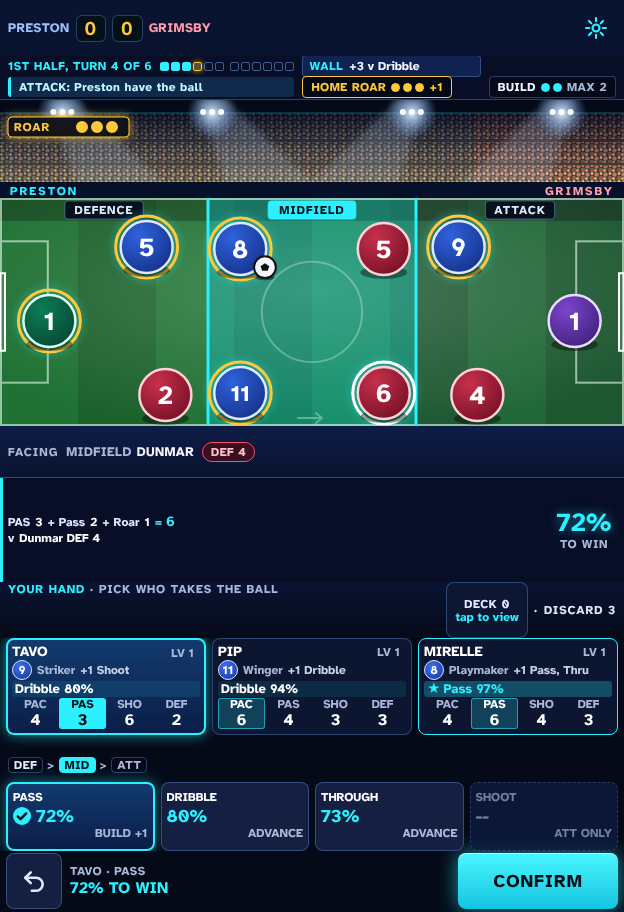 PRESTON 0 0 GRIMSBY
1ST HALF, TURN 4 OF 6
WALL +3 v Dribble
ATTACK: Preston have the ball
HOME ROAR +1
BUILD MAX 2
ROAR
PRESTON
GRIMSBY
DEFENCE
MIDFIELD
ATTACK
5
8
5
9
1
1
2
11
6
4
FACING MIDFIELD DUNMAR DEF 4
PAS 3 + Pass 2 + Roar 1 = 6
v Dunmar DEF 4
72%
TO WIN
YOUR HAND · PICK WHO TAKES THE BALL
DECK 0
tap to view
· DISCARD 3
TAVO LV 1
9 Striker +1 Shoot
Dribble 80%
PAC PAS SHO DEF
4 3 6 2
PIP LV 1
11 Winger +1 Dribble
Dribble 94%
PAC PAS SHO DEF
6 4 3 3
MIRELLE LV 1
8 Playmaker +1 Pass, Thru
★ Pass 97%
PAC PAS SHO DEF
4 6 4 3
DEF > MID > ATT
PASS
72%
BUILD +1
DRIBBLE
80%
ADVANCE
THROUGH
73%
ADVANCE
SHOOT
--
ATT ONLY
TAVO · PASS
72% TO WIN
CONFIRM